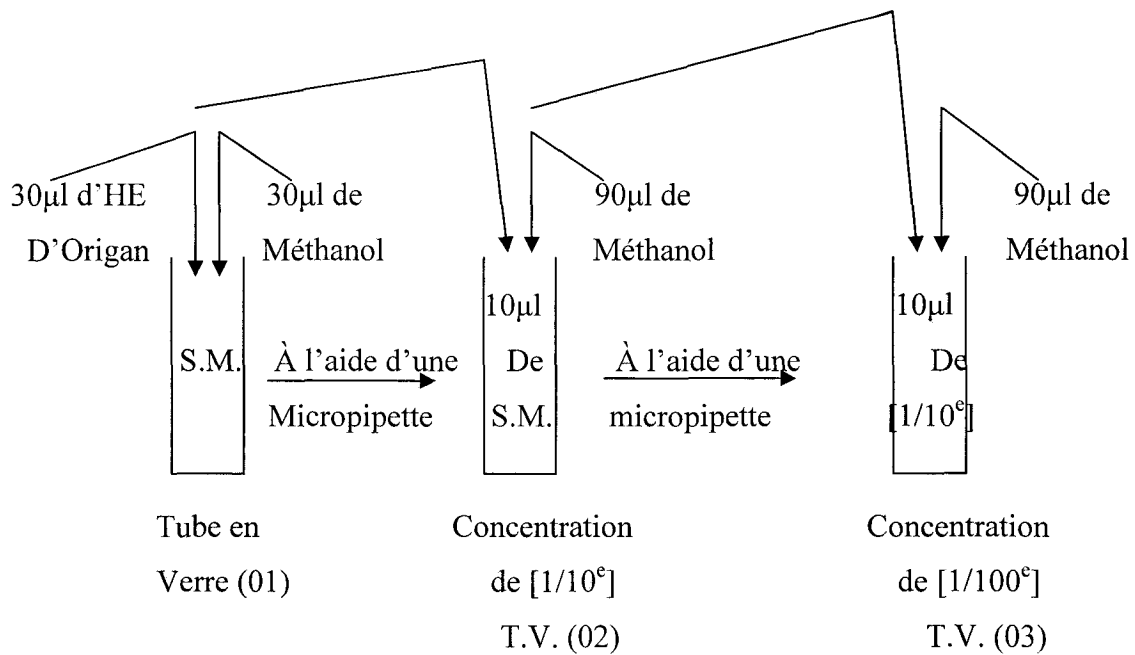 30µl d'HE
D'Origan
30µl de
Méthanol
90µl de
Méthanol
90µl de
Méthanol
S.M.
À l'aide d'une
Micropipette
10µl
De
S.M.
À l'aide d'une
micropipette
10µl
De
[1/10e]
Tube en
Verre (01)
Concentration
de [1/10e]
T.V. (02)
Concentration
de [1/100e]
T.V. (03)